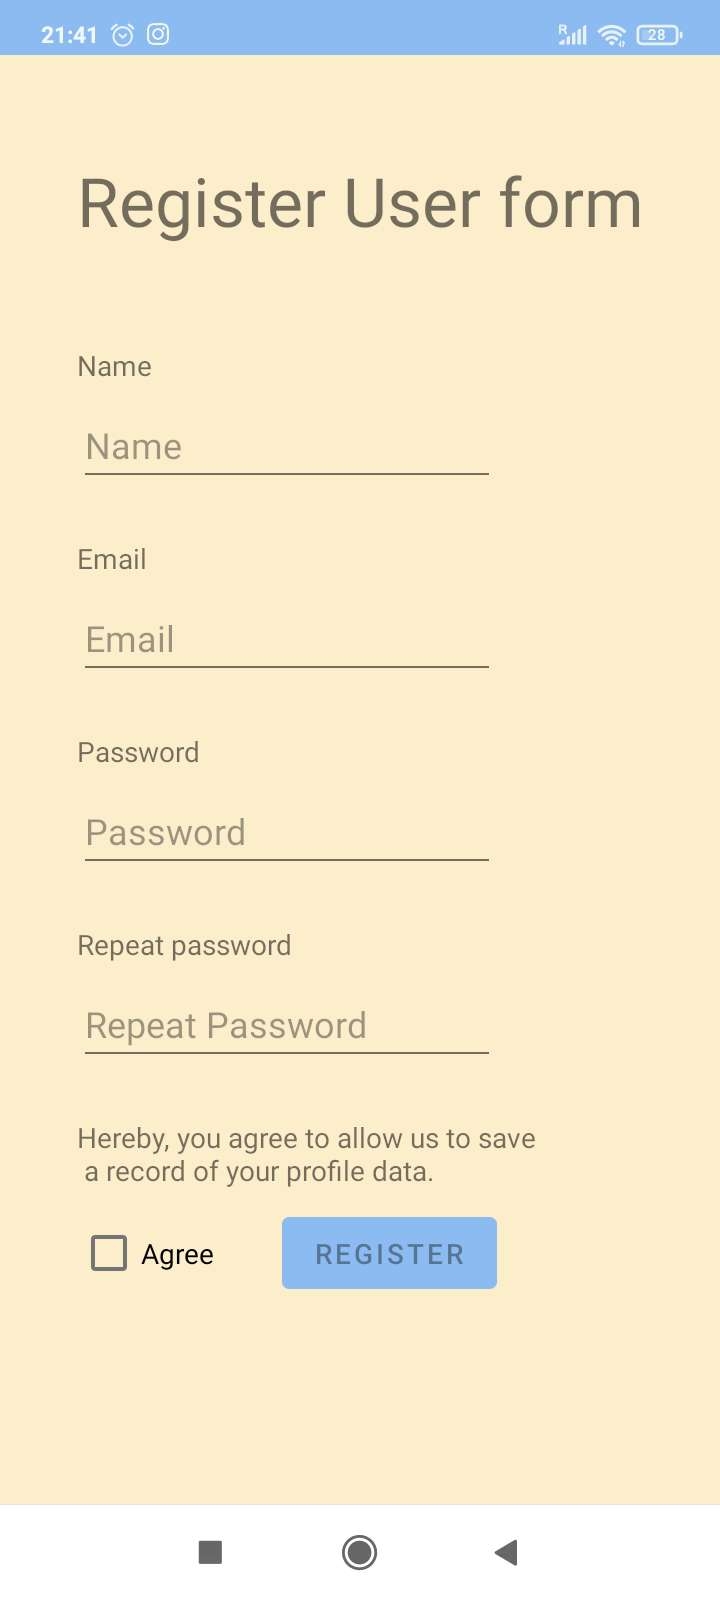 21:41
R
28
Register User form
Name
Name
Email
Email
Password
Password
Repeat password
Repeat Password
Hereby, you agree to allow us to save
a record of your profile data.
Agree
REGISTER